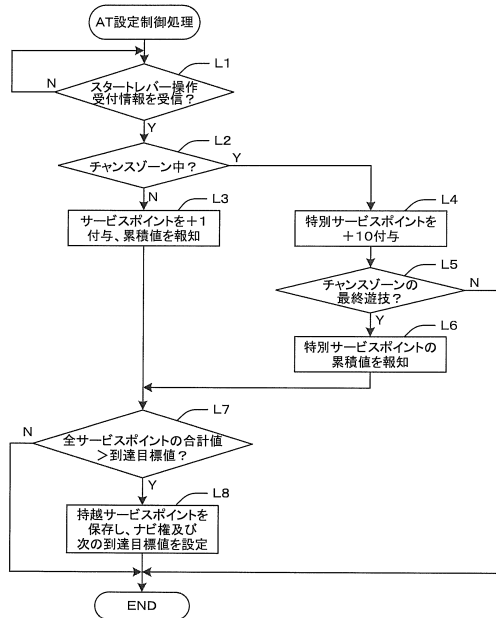 AT設定制御処理
L1
スタートレバー操作
受付情報を受信？
N
Y
L2
チャンスゾーン中？
Y
N
L3
サービスポイントを＋1
付与、累積値を報知
L4
特別サービスポイントを
＋10付与
L5
チャンスゾーンの
最終遊技？
N
Y
L6
特別サービスポイントの
累積値を報知
L7
N
全サービスポイントの合計値
＞到達目標値？
Y
L8
持越サービスポイントを
保存し、ナビ権及び
次の到達目標値を設定
END